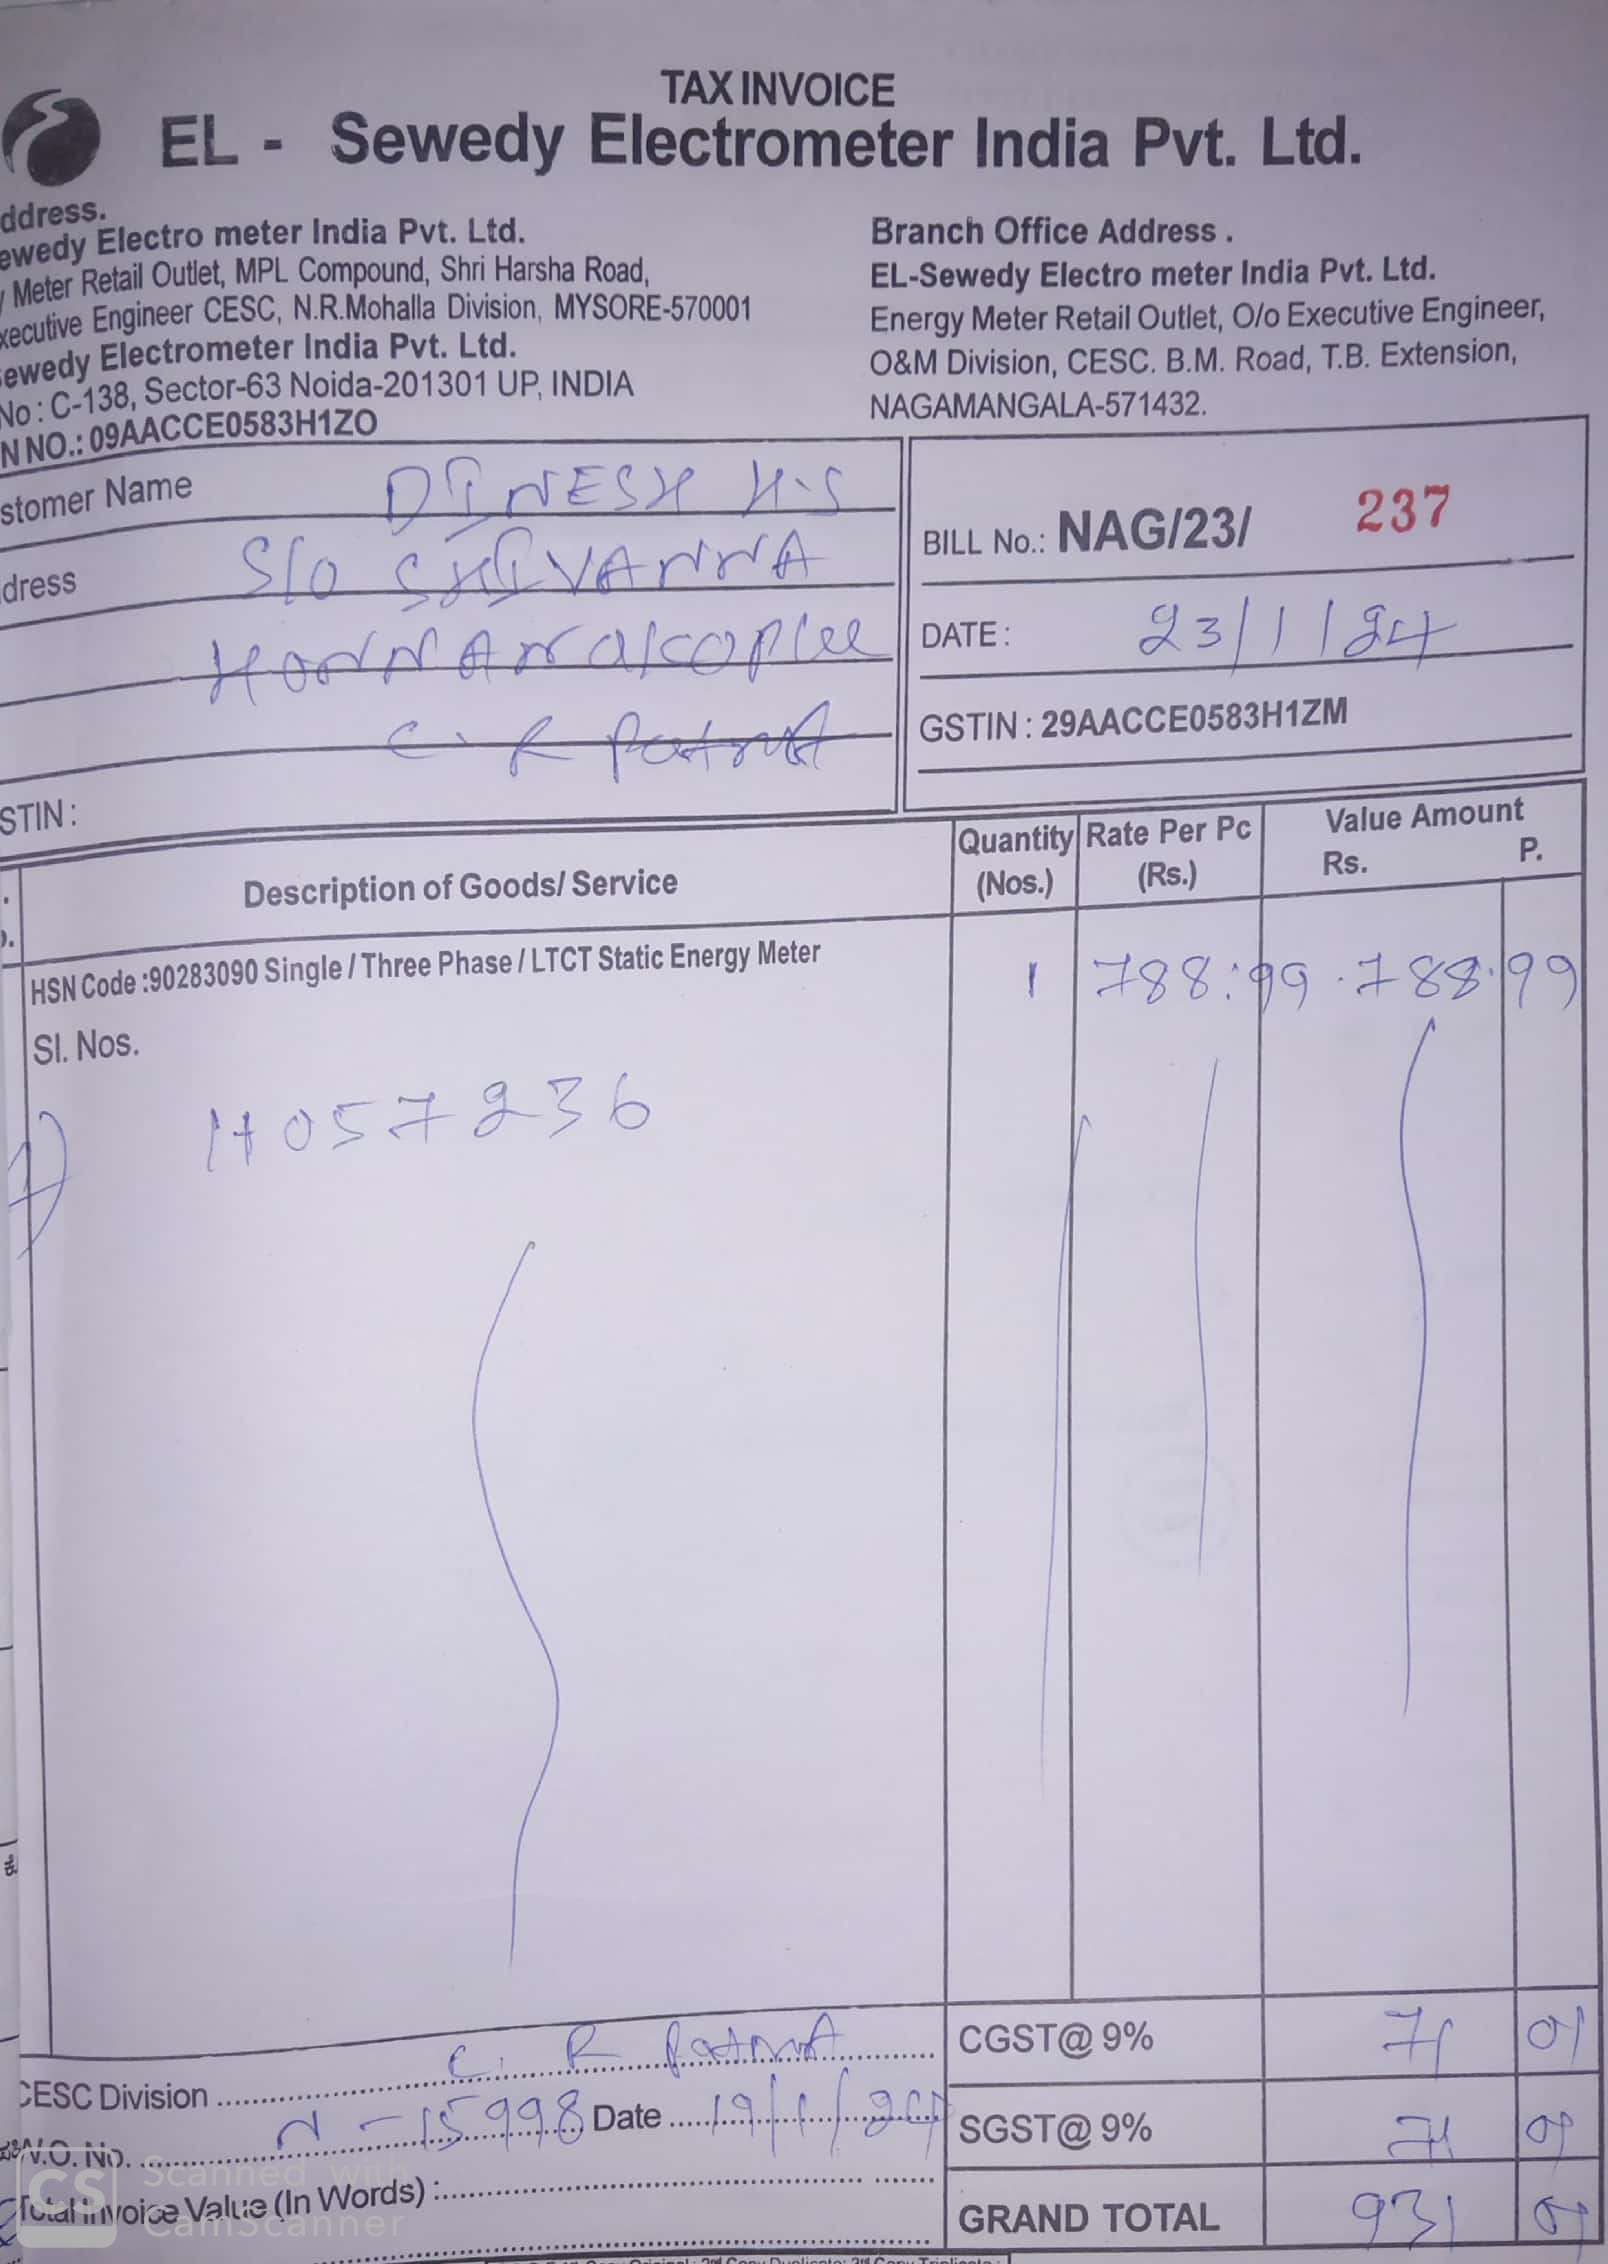 TAX INVOICE
EL - Sewedy Electrometer India Pvt. Ltd.
ddress.
ewedy Electro meter India Pvt. Ltd.
y Meter Retail Outlet, MPL Compound, Shri Harsha Road,
xecutive Engineer CESC, N.R.Mohalla Division, MYSORE-570001
ewedy Electrometer India Pvt. Ltd.
No : C-138, Sector-63 Noida-201301 UP, INDIA
N NO.: 09AACCE0583H1ZO
Branch Office Address .
EL-Sewedy Electro meter India Pvt. Ltd.
Energy Meter Retail Outlet, O/o Executive Engineer,
O&M Division, CESC. B.M. Road, T.B. Extension,
NAGAMANGALA-571432.
stomer Name DINESH H.S
dress S/O SHIVANNA
C. R Patna
STIN :
BILL No.: NAG/23/ 237
DATE : 23/1/24
GSTIN : 29AACCE0583H1ZM
Description of Goods/ Service Quantity (Nos.) Rate Per Pc (Rs.) Value Amount Rs. P.
HSN Code :90283090 Single / Three Phase / LTCT Static Energy Meter 1 788.99 788.99
Sl. Nos.
1) H057236
CESC Division C. R Patna
W.O. No. N - 15998 Date 19/1/24
Total Invoice Value (In Words) :
CGST@ 9% 71 01
SGST@ 9% 71 01
GRAND TOTAL 931 01
CS Scanned with
CamScanner